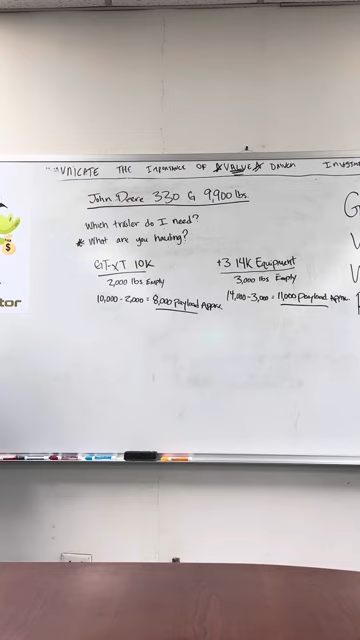 UNICATE THE IMPORTANCE OF VALUE DRIVEN INVESTM
John Deere 330 G 9,900 lbs.
Which trailer do I need?
* What are you hauling?
GT-XT 10K
2,000 lbs Empty
10,000 - 2,000 = 8,000 payload Approx.
+3 14K Equipment
3,000 lbs Empty
14,000 - 3,000 = 11,000 payload Approx.
$
tor
G